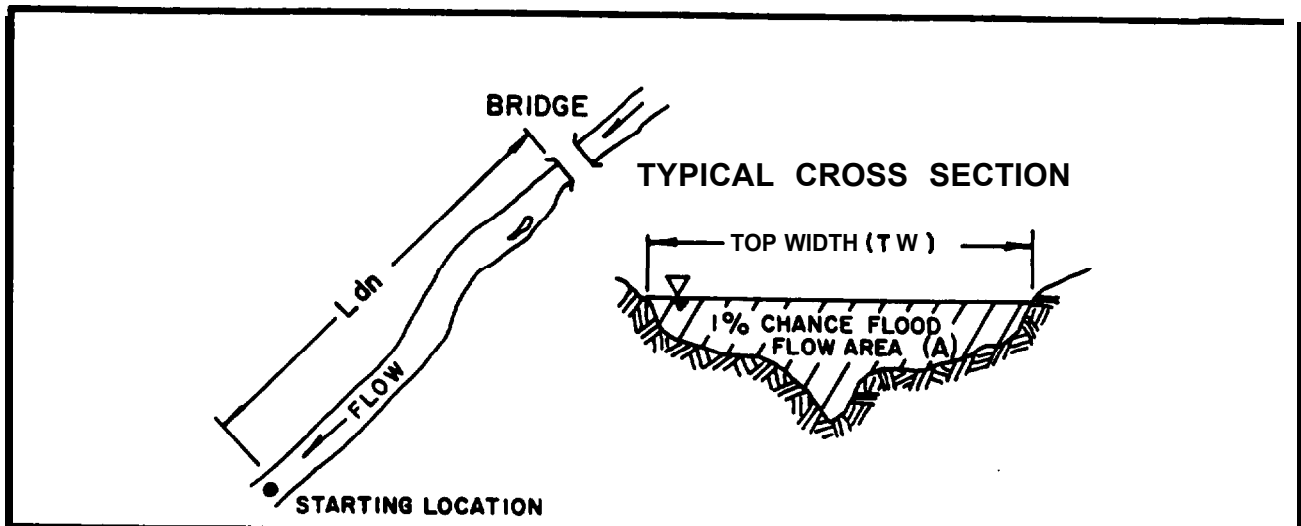 BRIDGE
TYPICAL CROSS SECTION
TOP WIDTH (TW)
Ldn
1% CHANCE FLOOD
FLOW AREA (A)
FLOW
STARTING LOCATION